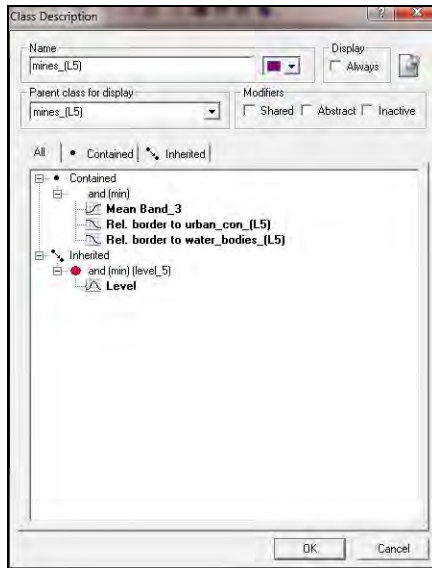 Class Description
Name
Display
mines_(L5)
Always
Parent class for display
Modifiers
mines_(L5)
Shared Abstract Inactive
All Contained Inherited
Contained
and (min)
Mean Band_3
Rel. border to urban_con_(L5)
Rel. border to water_bodies_(L5)
Inherited
and (min) (level_5)
Level
OK
Cancel